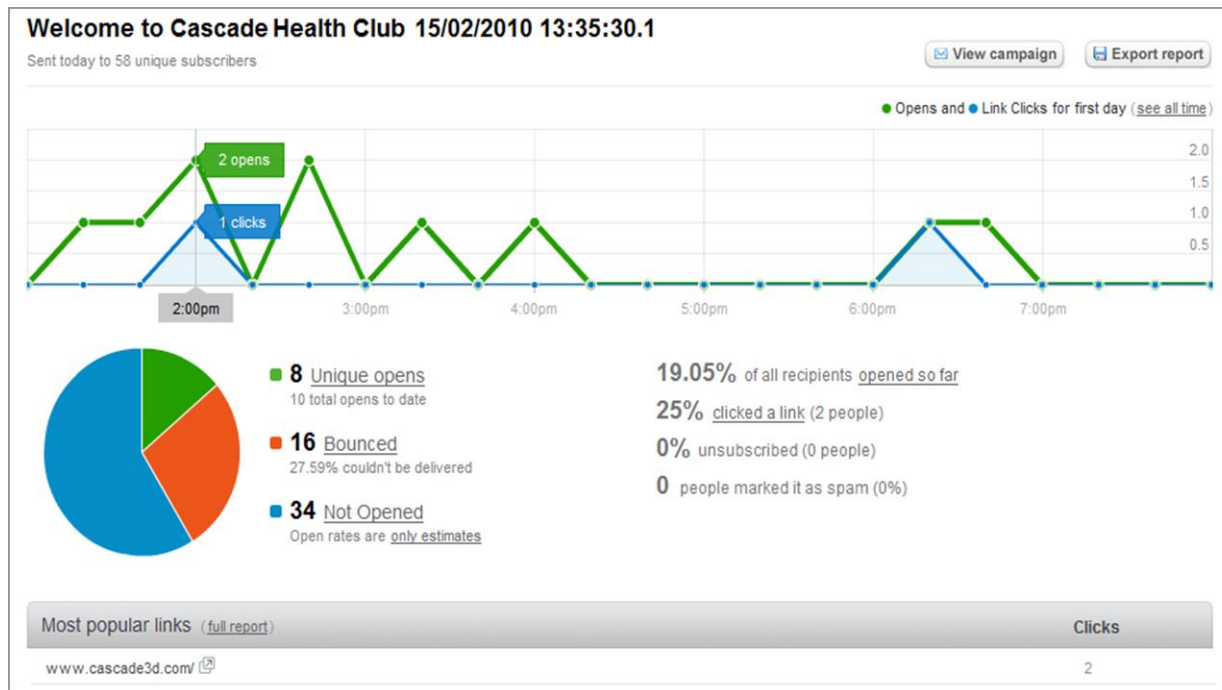 Welcome to Cascade Health Club 15/02/2010 13:35:30.1
Sent today to 58 unique subscribers
View campaign
Export report
Opens and Link Clicks for first day (see all time)
2 opens
1 clicks
2.0
1.5
1.0
0.5
2:00pm
3:00pm
4:00pm
5:00pm
6:00pm
7:00pm
8 Unique opens
10 total opens to date
16 Bounced
27.59% couldn't be delivered
34 Not Opened
Open rates are only estimates
19.05% of all recipients opened so far
25% clicked a link (2 people)
0% unsubscribed (0 people)
0 people marked it as spam (0%)
Most popular links (full report)
Clicks
www.cascade3d.com/
2